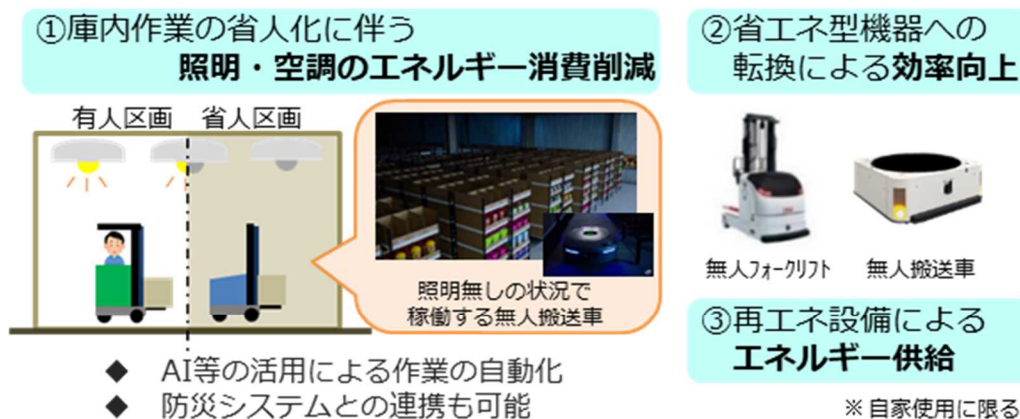 ①庫内作業の省人化に伴う
照明・空調のエネルギー消費削減
有人区画
省人区画
照明無しの状況で
稼働する無人搬送車
◆ AI等の活用による作業の自動化
◆ 防災システムとの連携も可能
②省エネ型機器への
転換による効率向上
無人フォークリフト
無人搬送車
③再エネ設備による
エネルギー供給
※自家使用に限る